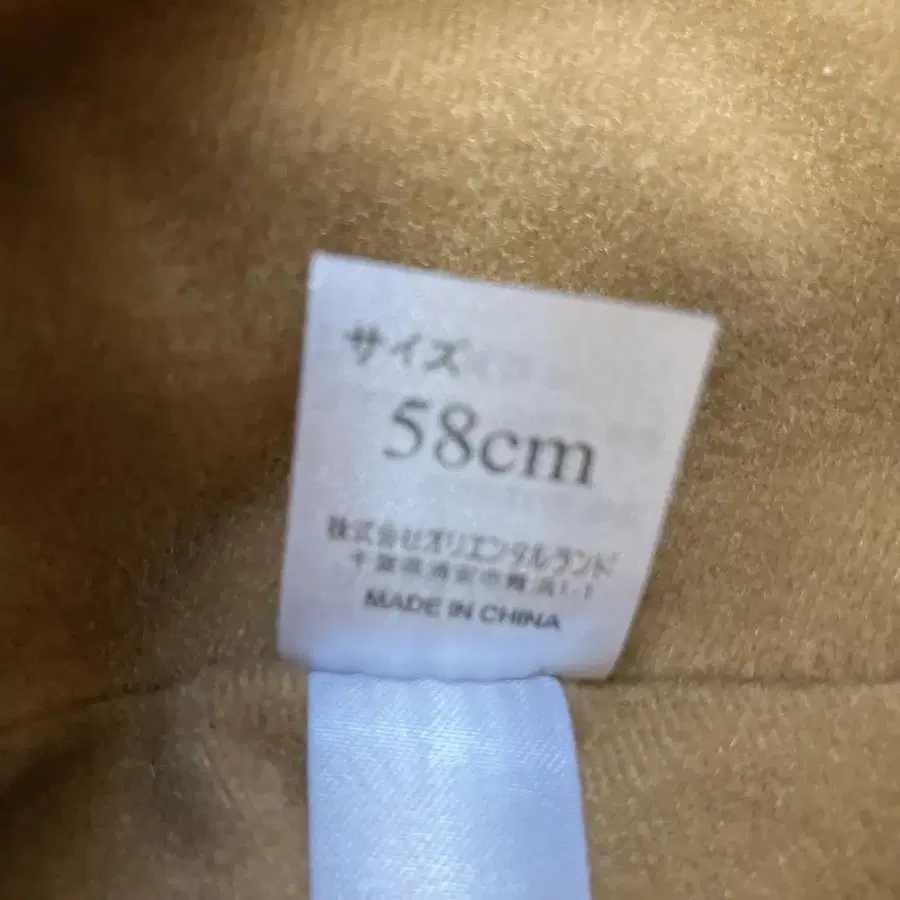 サイズ
58cm
株式会社オリエンタルランド
千葉県浦安市舞浜1-1
MADE IN CHINA